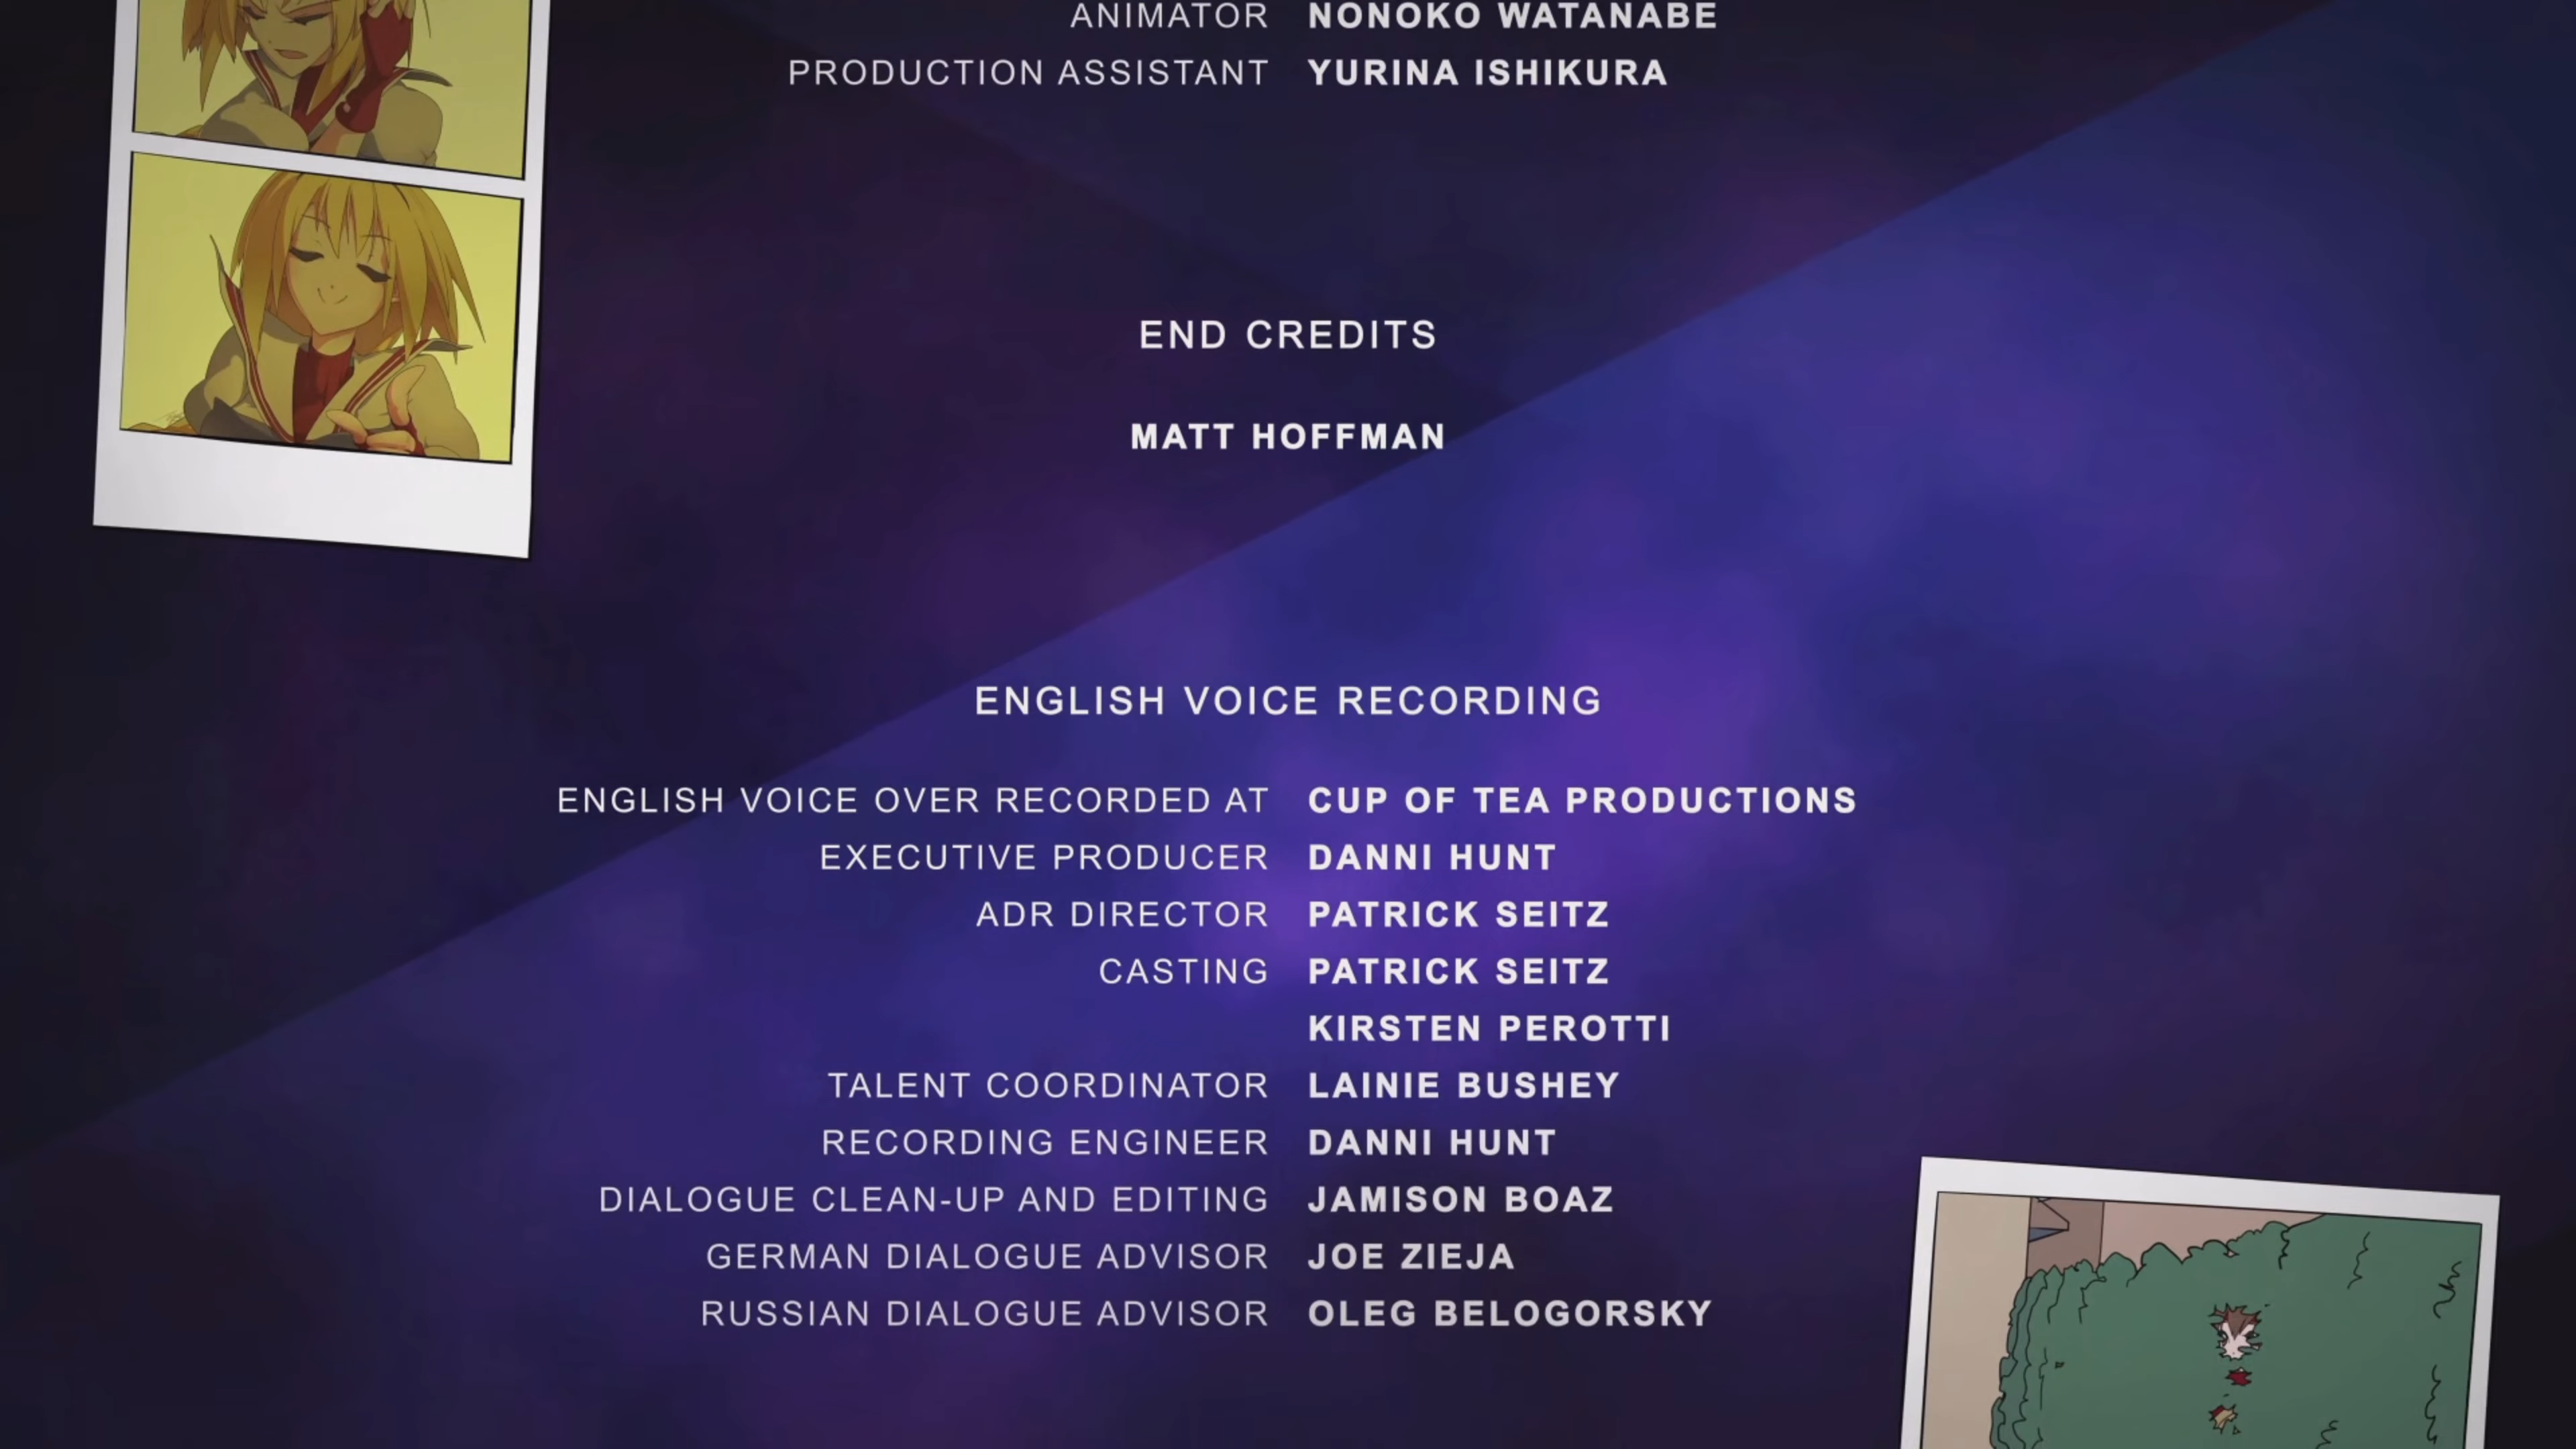 ANIMATOR NONOKO WATANABE
PRODUCTION ASSISTANT YURINA ISHIKURA
END CREDITS
MATT HOFFMAN
ENGLISH VOICE RECORDING
ENGLISH VOICE OVER RECORDED AT CUP OF TEA PRODUCTIONS
EXECUTIVE PRODUCER DANNI HUNT
ADR DIRECTOR PATRICK SEITZ
CASTING PATRICK SEITZ
KIRSTEN PEROTTI
TALENT COORDINATOR LAINIE BUSHEY
RECORDING ENGINEER DANNI HUNT
DIALOGUE CLEAN-UP AND EDITING JAMISON BOAZ
GERMAN DIALOGUE ADVISOR JOE ZIEJA
RUSSIAN DIALOGUE ADVISOR OLEG BELOGORSKY